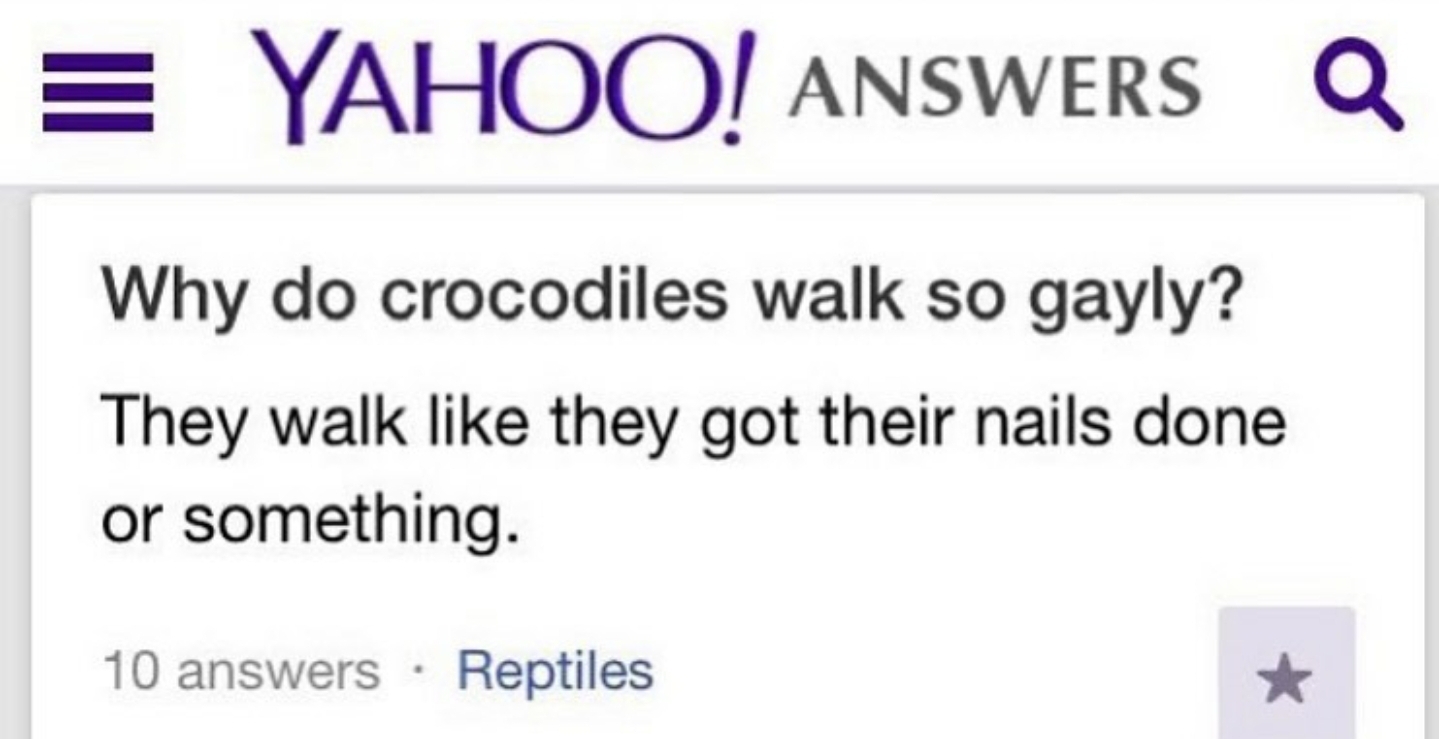 YAHOO! ANSWERS
Why do crocodiles walk so gayly?
They walk like they got their nails done
or something.
10 answers · Reptiles